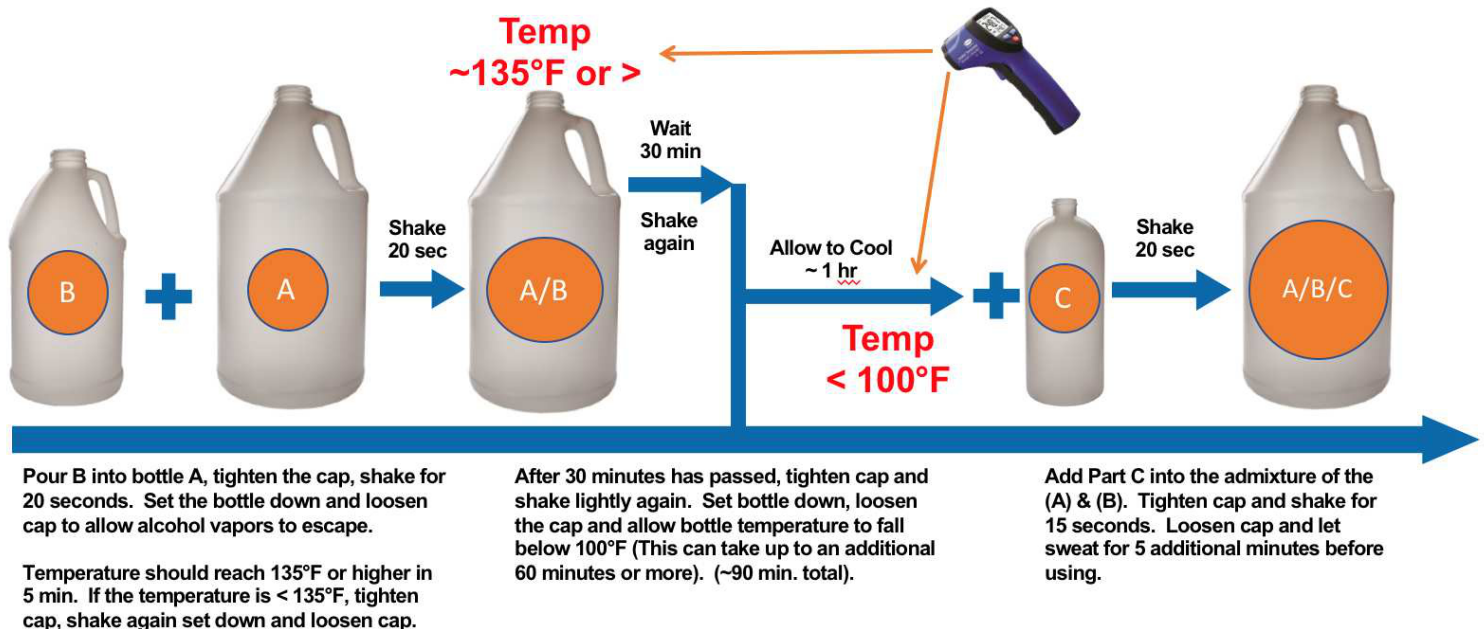 Temp
~135°F or >
Wait
30 min
Shake
again
Shake
20 sec
B
A
A/B
Allow to Cool
~ 1 hr
Temp
< 100°F
C
Shake
20 sec
A/B/C
Pour B into bottle A, tighten the cap, shake for
20 seconds.  Set the bottle down and loosen
cap to allow alcohol vapors to escape.
Temperature should reach 135°F or higher in
5 min.  If the temperature is < 135°F, tighten
cap, shake again set down and loosen cap.
After 30 minutes has passed, tighten cap and
shake lightly again.  Set bottle down, loosen
the cap and allow bottle temperature to fall
below 100°F (This can take up to an additional
60 minutes or more).  (~90 min. total).
Add Part C into the admixture of the
(A) & (B).  Tighten cap and shake for
15 seconds.  Loosen cap and let
sweat for 5 additional minutes before
using.